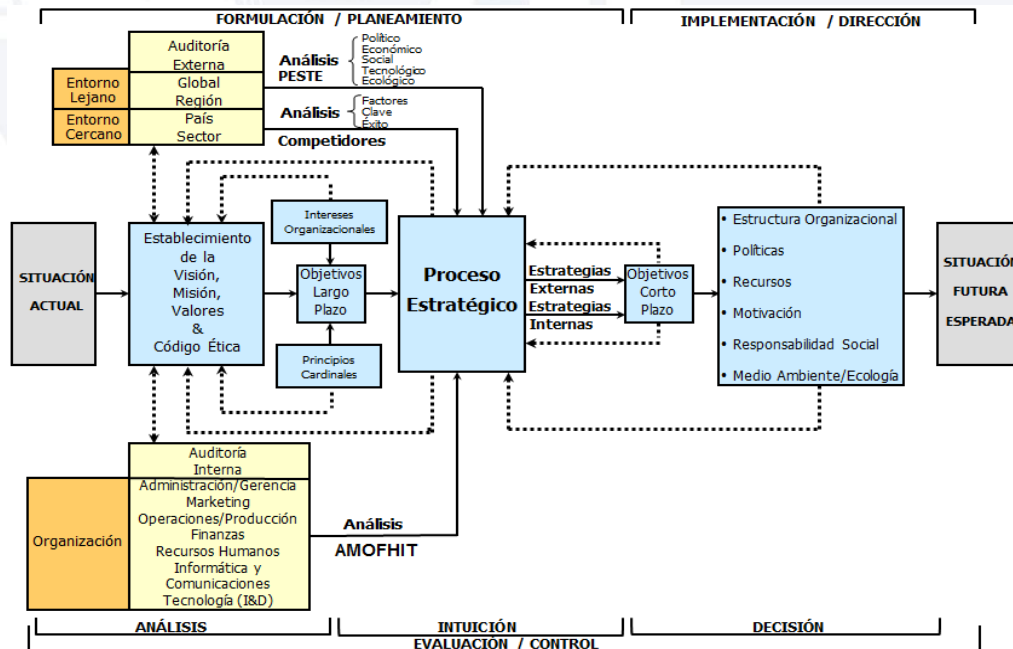 FORMULACIÓN / PLANEAMIENTO
IMPLEMENTACIÓN / DIRECCIÓN
Auditoría
Externa
Entorno
Lejano
Global
Región
Entorno
Cercano
País
Sector
Análisis
PESTE
Político
Económico
Social
Tecnológico
Ecológico
Análisis
Factores
Clave
Éxito
Competidores
SITUACIÓN
ACTUAL
Establecimiento
de la
Visión,
Misión,
Valores
&
Código Ética
Intereses
Organizacionales
Objetivos
Largo
Plazo
Principios
Cardinales
Proceso
Estratégico
Estrategias
Externas
Estrategias
Internas
Objetivos
Corto
Plazo
• Estructura Organizacional
• Políticas
• Recursos
• Motivación
• Responsabilidad Social
• Medio Ambiente/Ecología
SITUACIÓN
FUTURA
ESPERADA
Auditoría
Interna
Organización
Administración/Gerencia
Marketing
Operaciones/Producción
Finanzas
Recursos Humanos
Informática y
Comunicaciones
Tecnología (I&D)
Análisis
AMOFHIT
ANÁLISIS
INTUICIÓN
DECISIÓN
EVALUACIÓN / CONTROL